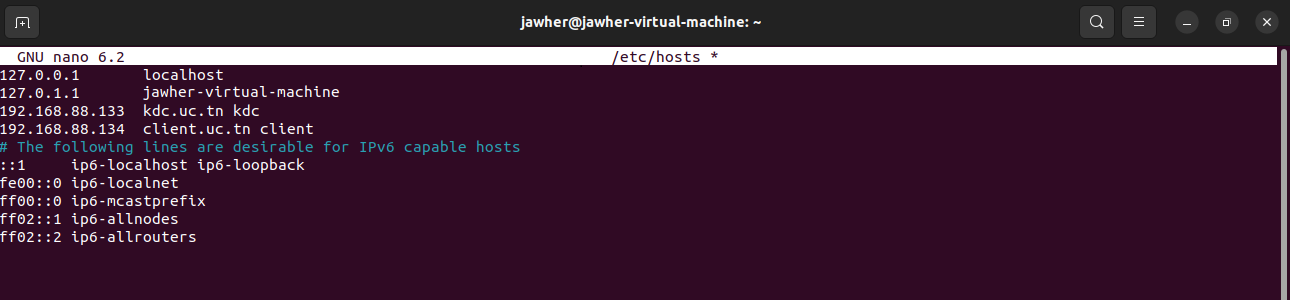 jawher@jawher-virtual-machine: ~
GNU nano 6.2 /etc/hosts *
127.0.0.1 localhost
127.0.1.1 jawher-virtual-machine
192.168.88.133 kdc.uc.tn kdc
192.168.88.134 client.uc.tn client
# The following lines are desirable for IPv6 capable hosts
::1 ip6-localhost ip6-loopback
fe00::0 ip6-localnet
ff00::0 ip6-mcastprefix
ff02::1 ip6-allnodes
ff02::2 ip6-allrouters